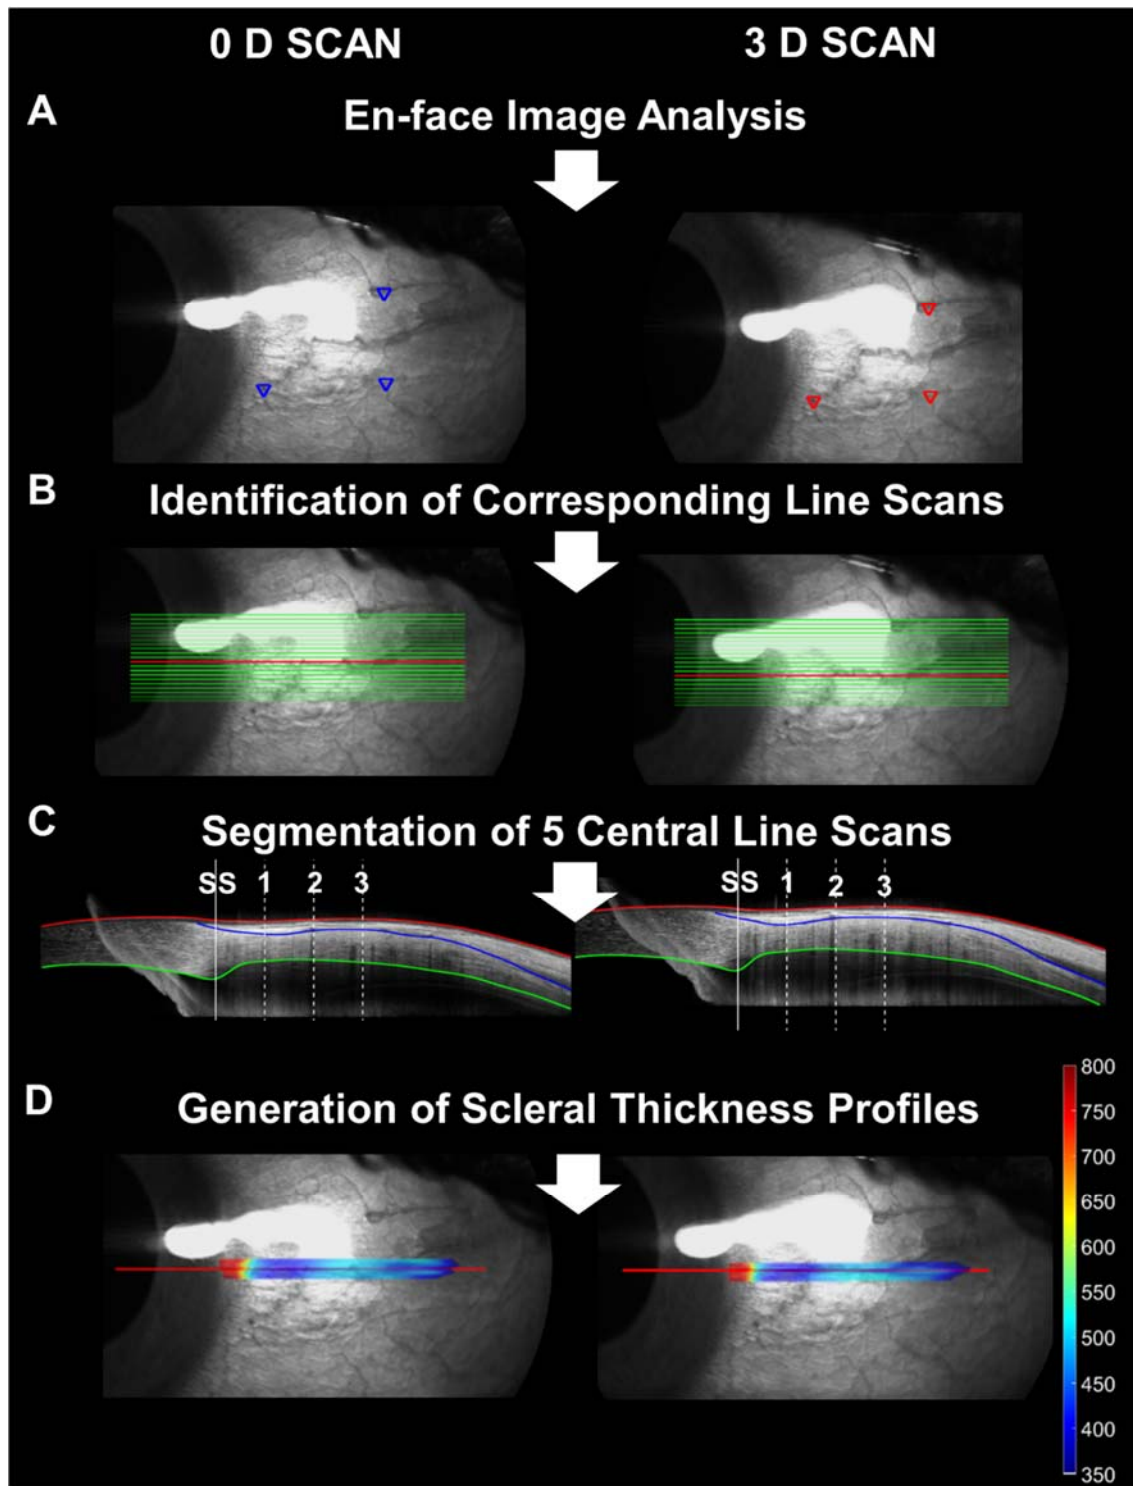 0 D SCAN
3 D SCAN
A
En-face Image Analysis
B
Identification of Corresponding Line Scans
C
Segmentation of 5 Central Line Scans
SS 1 2 3
SS 1 2 3
D
Generation of Scleral Thickness Profiles
800
750
700
650
600
550
500
450
400
350